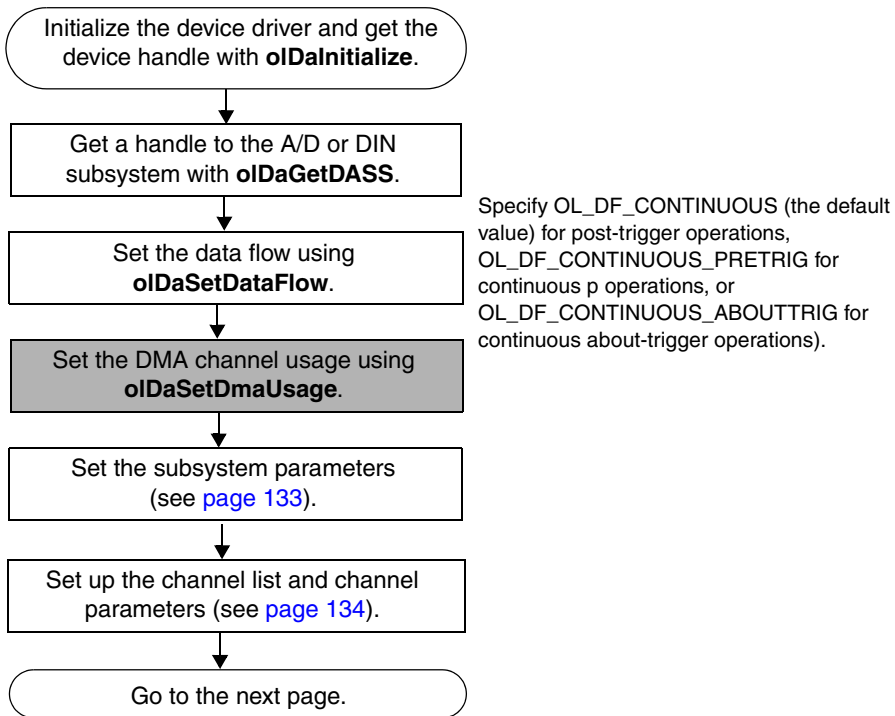 Initialize the device driver and get the
device handle with olDaInitialize.
Get a handle to the A/D or DIN
subsystem with olDaGetDASS.
Set the data flow using
olDaSetDataFlow.
Specify OL_DF_CONTINUOUS (the default
value) for post-trigger operations,
OL_DF_CONTINUOUS_PRETRIG for
continuous p operations, or
OL_DF_CONTINUOUS_ABOUTTRIG for
continuous about-trigger operations).
Set the DMA channel usage using
olDaSetDmaUsage.
Set the subsystem parameters
(see page 133).
Set up the channel list and channel
parameters (see page 134).
Go to the next page.